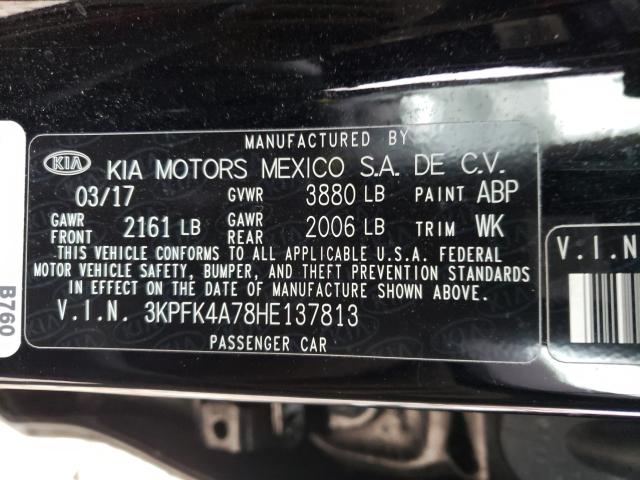 MANUFACTURED BY
KIA KIA MOTORS MEXICO S.A. DE C.V.
03/17 GVWR 3880 LB PAINT ABP
GAWR FRONT 2161 LB GAWR REAR 2006 LB TRIM WK
THIS VEHICLE CONFORMS TO ALL APPLICABLE U.S.A. FEDERAL
MOTOR VEHICLE SAFETY, BUMPER, AND THEFT PREVENTION STANDARDS
IN EFFECT ON THE DATE OF MANUFACTURE SHOWN ABOVE.
V.I.N. 3KPFK4A78HE137813
PASSENGER CAR
B760
V.I.N